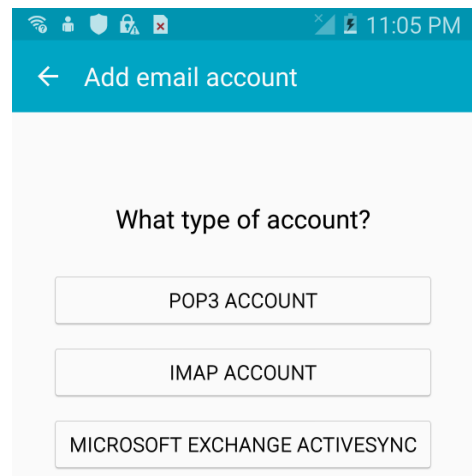 11:05 PM
Add email account
What type of account?
POP3 ACCOUNT
IMAP ACCOUNT
MICROSOFT EXCHANGE ACTIVESYNC